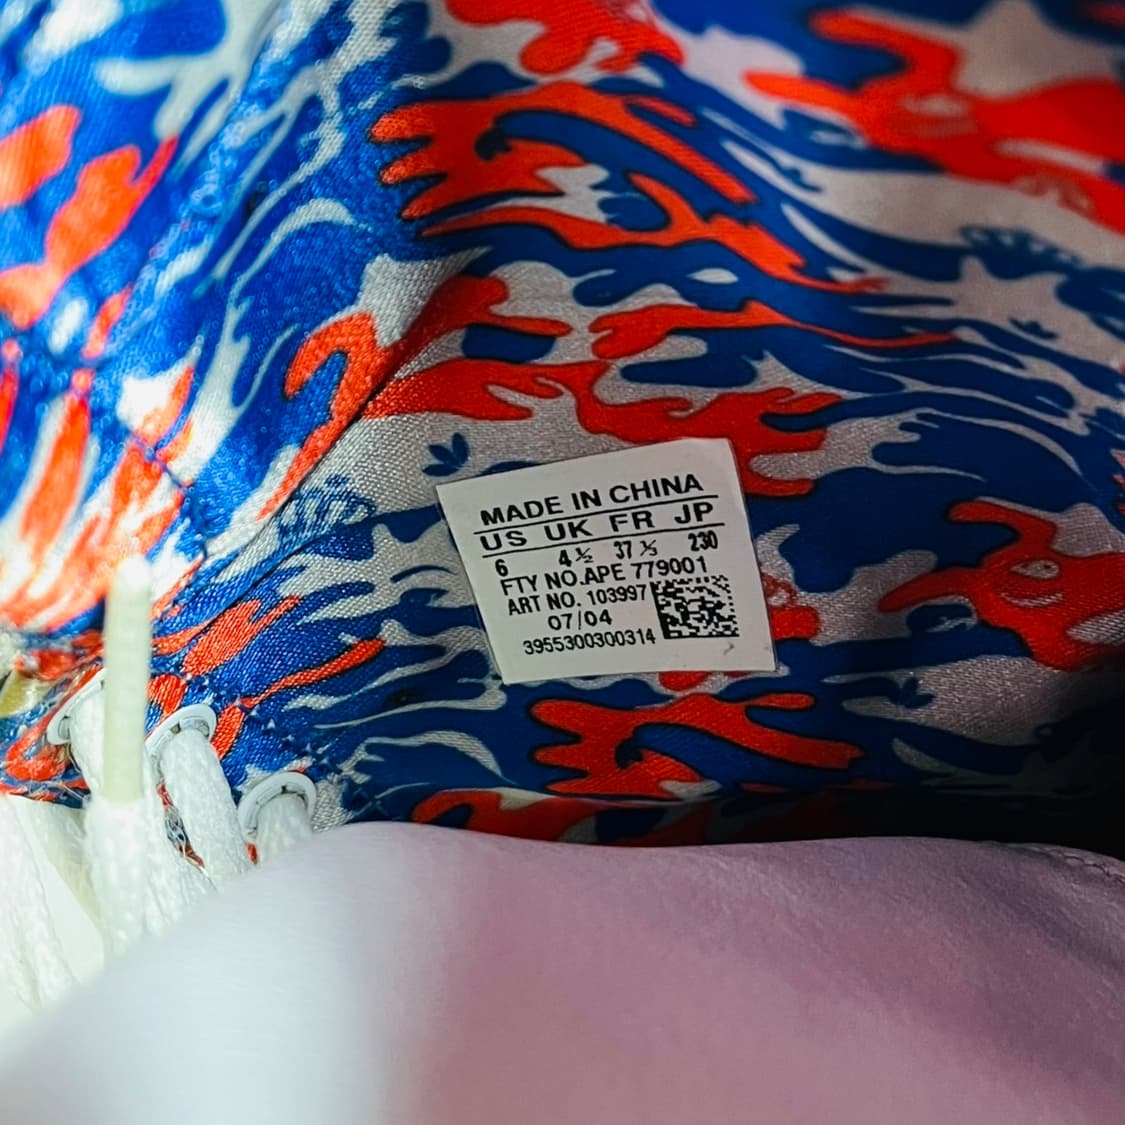 MADE IN CHINA
US UK FR JP
6 4½ 37⅓ 230
FTY NO.APE 779001
ART NO. 103997
07/04
3955300300314